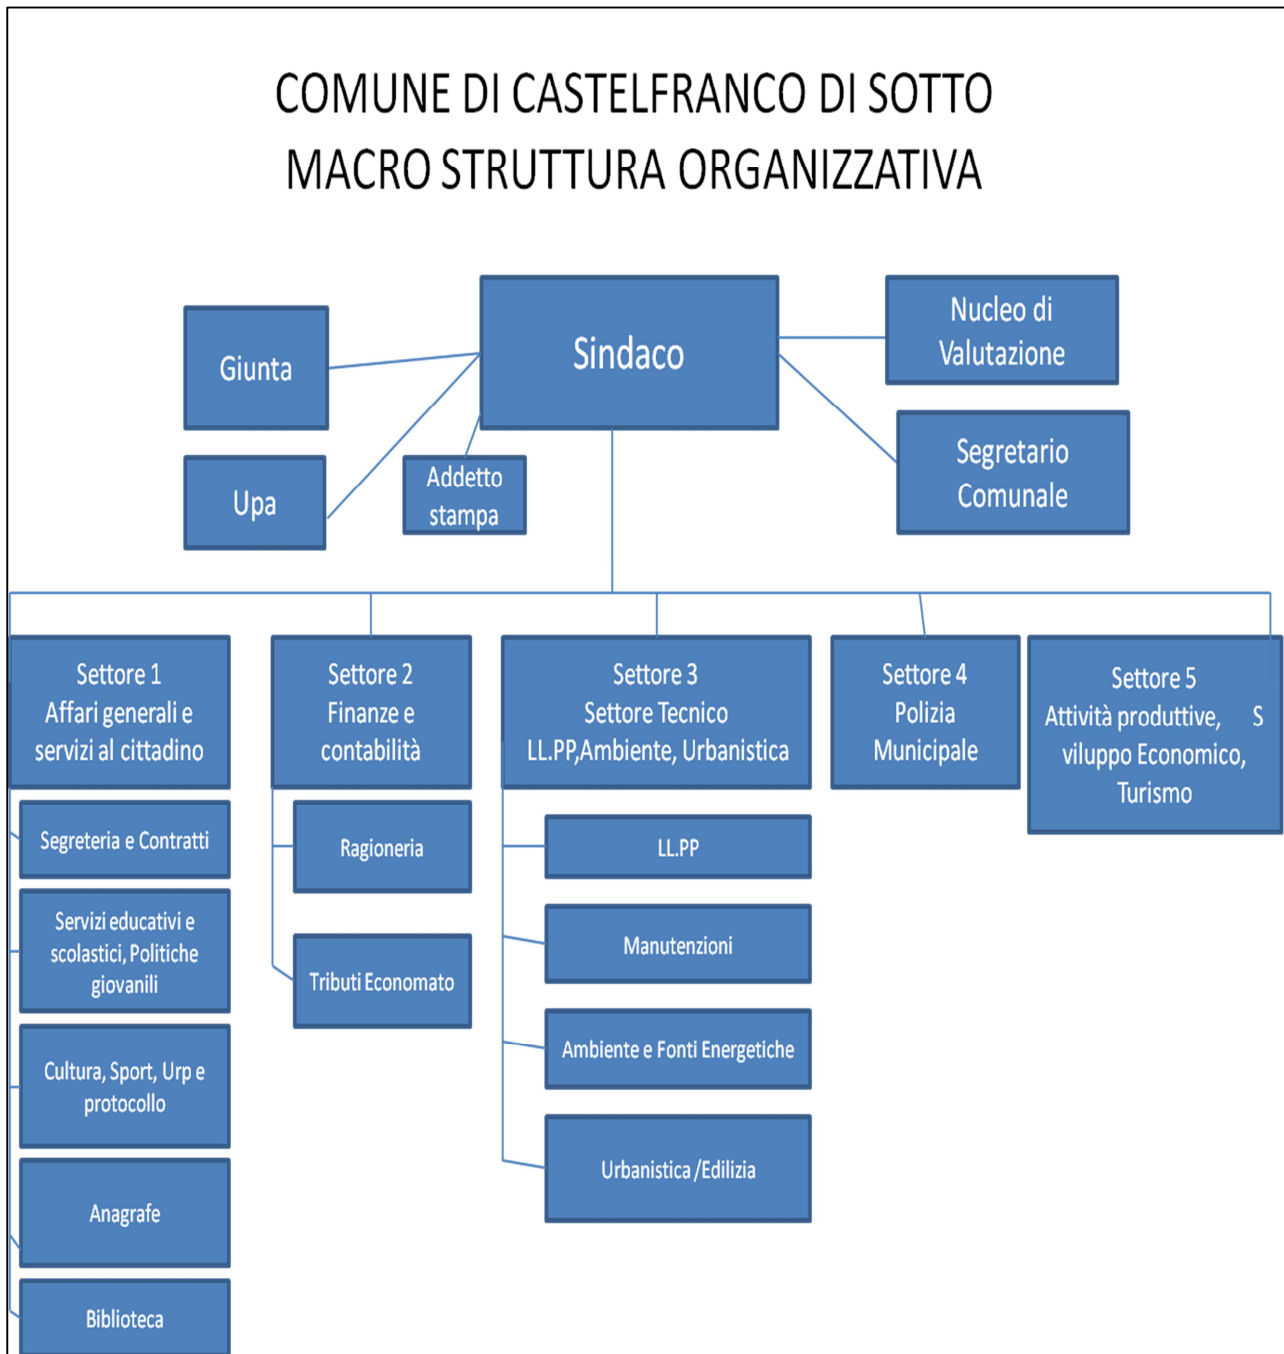 COMUNE DI CASTELFRANCO DI SOTTO
MACRO STRUTTURA ORGANIZZATIVA
Giunta
Sindaco
Nucleo di
Valutazione
Upa
Addetto
stampa
Segretario
Comunale
Settore 1
Affari generali e
servizi al cittadino
Settore 2
Finanze e
contabilità
Settore 3
Settore Tecnico
LL.PP,Ambiente, Urbanistica
Settore 4
Polizia
Municipale
Settore 5
Attività produttive, S
viluppo Economico,
Turismo
Segreteria e Contratti
Servizi educativi e
scolastici, Politiche
giovanili
Cultura, Sport, Urp e
protocollo
Anagrafe
Biblioteca
Ragioneria
Tributi Economato
LL.PP
Manutenzioni
Ambiente e Fonti Energetiche
Urbanistica /Edilizia